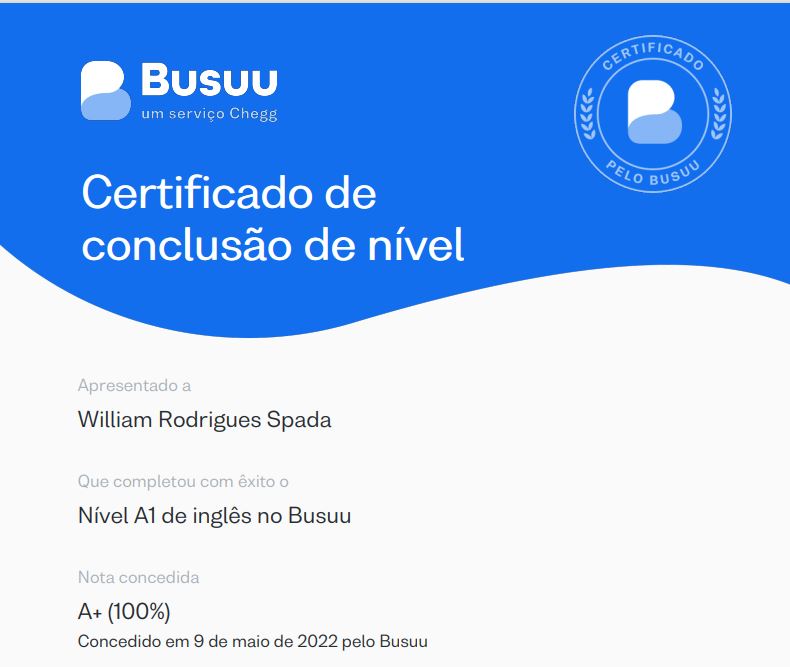 Busuu
um serviço Chegg
CERTIFICADO
PELO BUSUU
Certificado de
conclusão de nível
Apresentado a
William Rodrigues Spada
Que completou com êxito o
Nível A1 de inglês no Busuu
Nota concedida
A+ (100%)
Concedido em 9 de maio de 2022 pelo Busuu